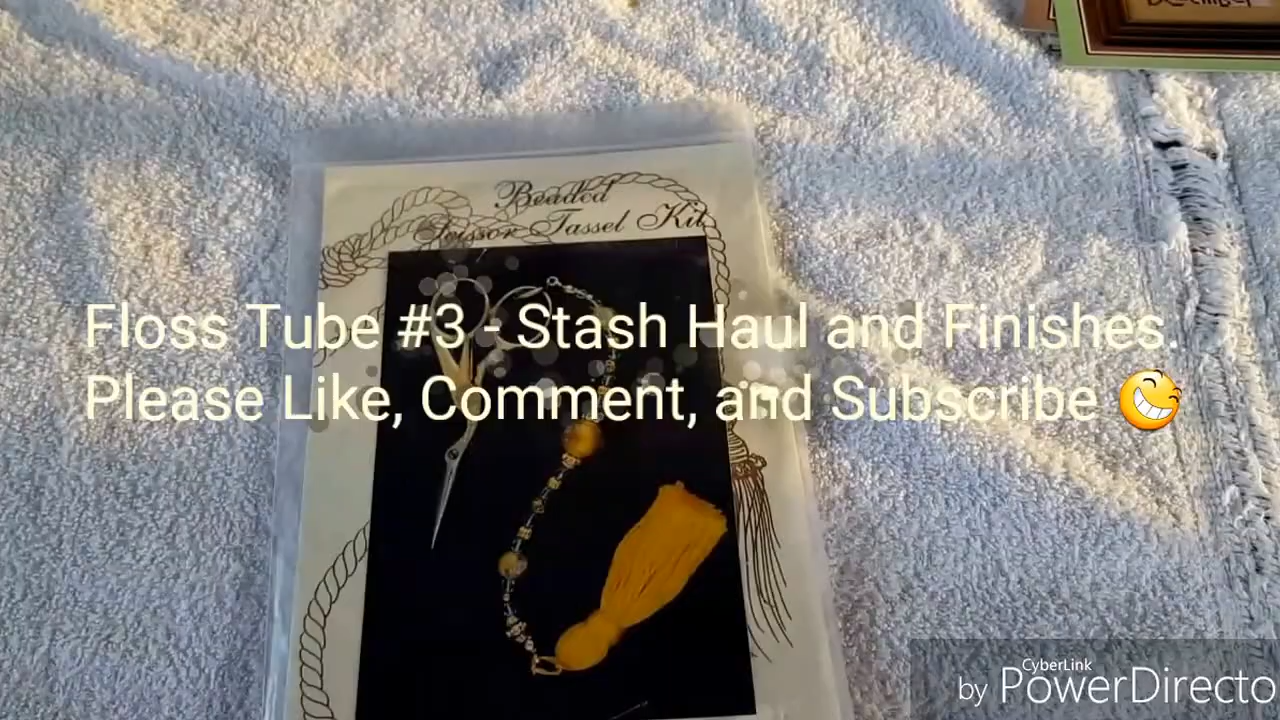 December
Beaded
Scissor Tassel Kit
Floss Tube #3 - Stash Haul and Finishes.
Please Like, Comment, and Subscribe 😆
CyberLink
by PowerDirecto